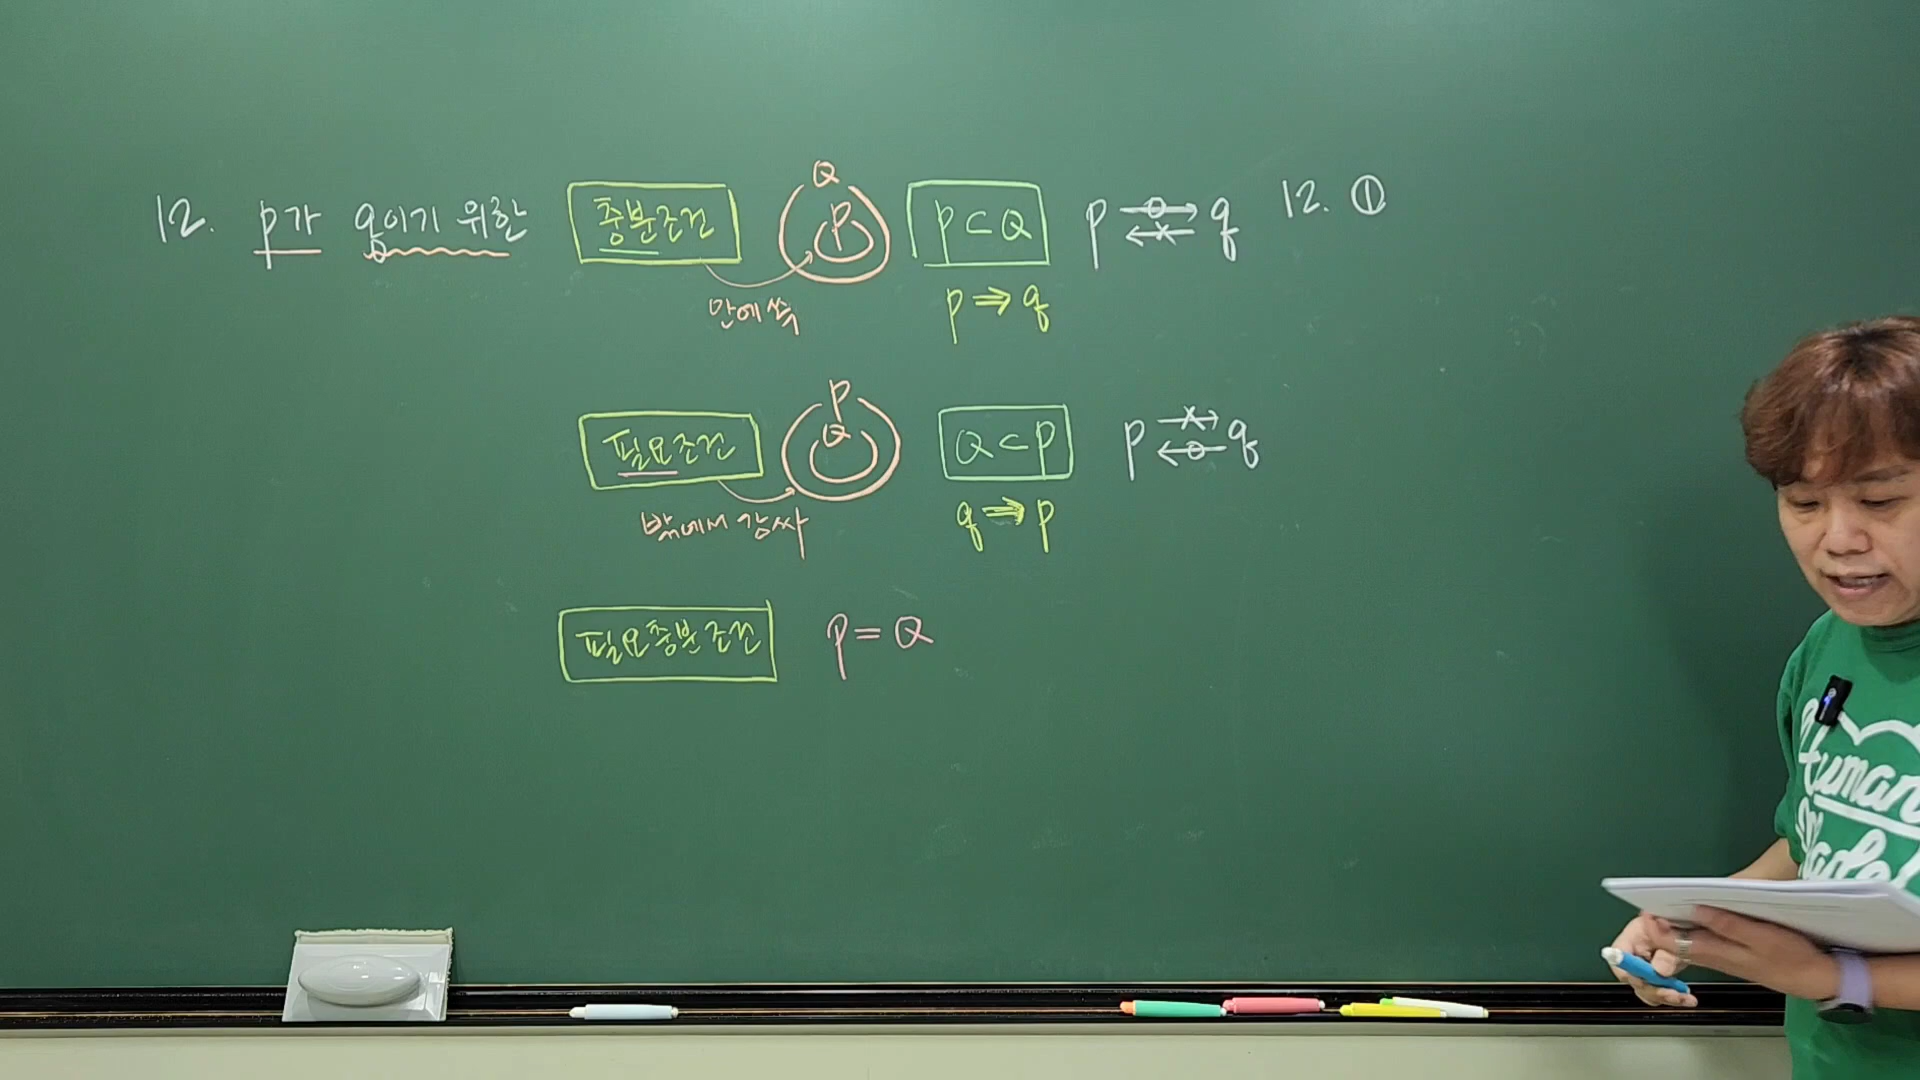 12. p가 q이기 위한 충분조건 Q P P⊂Q p ⇄ q 12. ①
안에 쏙 p ⇒ q
필요조건 P Q Q⊂P p ⇄ q
밖에서 감싸 q ⇒ p
필요충분조건 P = Q
Human
Made